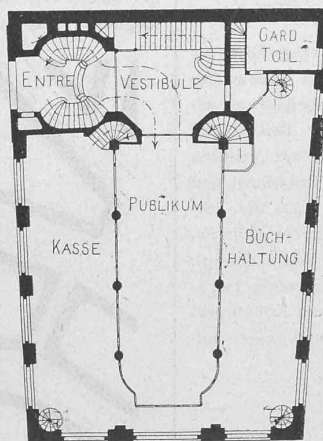 GARD
TOIL
ENTRE
VESTIBULE
PUBLIKUM
KASSE
BUCH-
HALTUNG